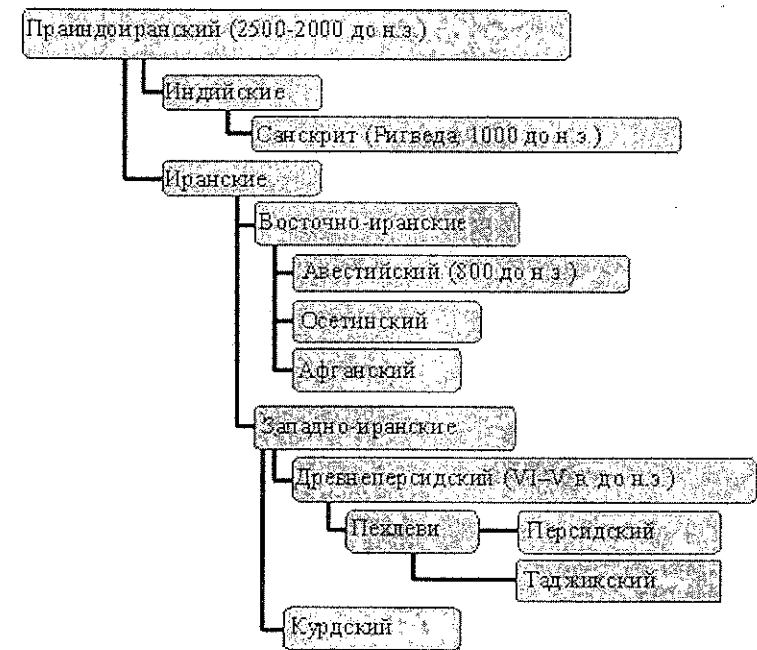 Праиндоиранский (2500-2000 до н.э.)
Индийские
Санскрит (Ригведа, 1000 до н.э.)
Иранские
Восточно-иранские
Авестийский (800 до н.э.)
Осетинский
Афганский
Западно-иранские
Древнеперсидский (VI–V в. до н.э.)
Пехлеви
Персидский
Таджикский
Курдский